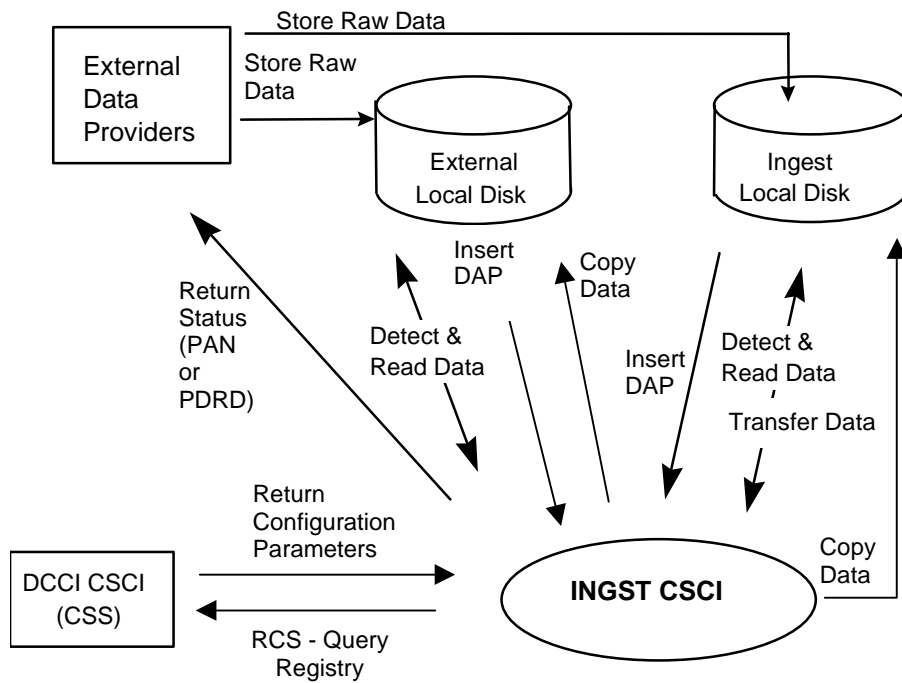 Store Raw Data
External
Data
Providers
Store Raw
Data
External
Local Disk
Ingest
Local Disk
Insert
DAP
Copy
Data
Return
Status
(PAN
or
PDRD)
Detect &
Read Data
Insert
DAP
Detect &
Read Data
Transfer Data
Return
Configuration
Parameters
DCCI CSCI
(CSS)
INGST CSCI
Copy
Data
RCS - Query
Registry